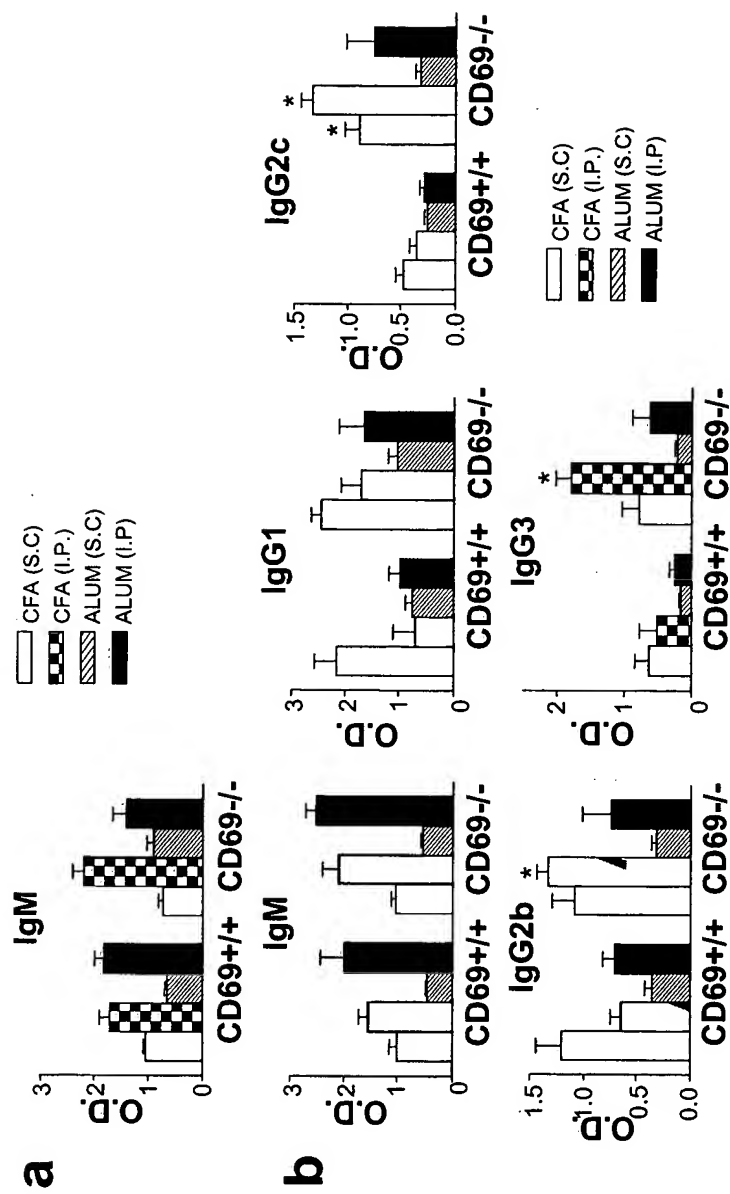 a
IgM
O.D.
3
2
1
0
CD69+/+ CD69-/-
CFA (S.C)
CFA (I.P.)
ALUM (S.C)
ALUM (I.P)
b
IgM
O.D.
3
2
1
0
CD69+/+ CD69-/-
IgG1
O.D.
3
2
1
0
CD69+/+ CD69-/-
IgG2c
O.D.
1.5
1.0
0.5
0.0
* *
CD69+/+ CD69-/-
IgG2b
O.D.
1.5
1.0
0.5
0.0
*
CD69+/+ CD69-/-
IgG3
O.D.
2
1
0
*
CD69+/+ CD69-/-
CFA (S.C)
CFA (I.P.)
ALUM (S.C)
ALUM (I.P)